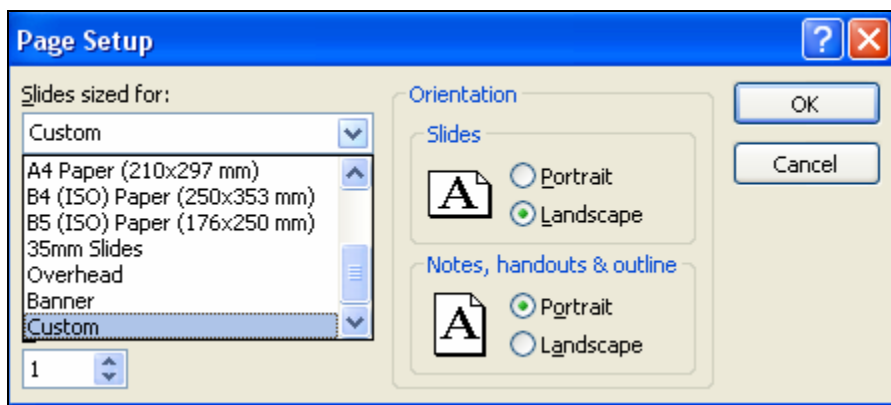 Page Setup
Slides sized for:
Custom
A4 Paper (210x297 mm)
B4 (ISO) Paper (250x353 mm)
B5 (ISO) Paper (176x250 mm)
35mm Slides
Overhead
Banner
Custom
1
Orientation
Slides
A
Portrait
Landscape
Notes, handouts & outline
A
Portrait
Landscape
OK
Cancel